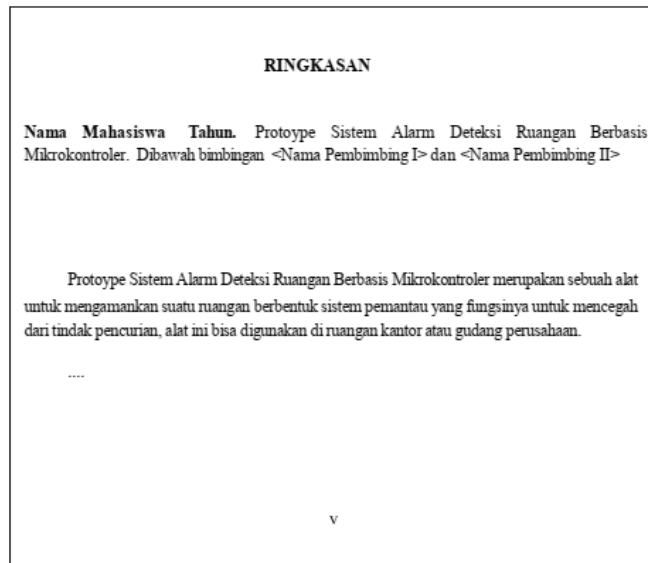 RINGKASAN
Nama Mahasiswa Tahun. Protoype Sistem Alarm Deteksi Ruangan Berbasis
Mikrokontroler. Dibawah bimbingan <Nama Pembimbing I> dan <Nama Pembimbing II>
Protoype Sistem Alarm Deteksi Ruangan Berbasis Mikrokontroler merupakan sebuah alat
untuk mengamankan suatu ruangan berbentuk sistem pemantau yang fungsinya untuk mencegah
dari tindak pencurian, alat ini bisa digunakan di ruangan kantor atau gudang perusahaan.
....
v